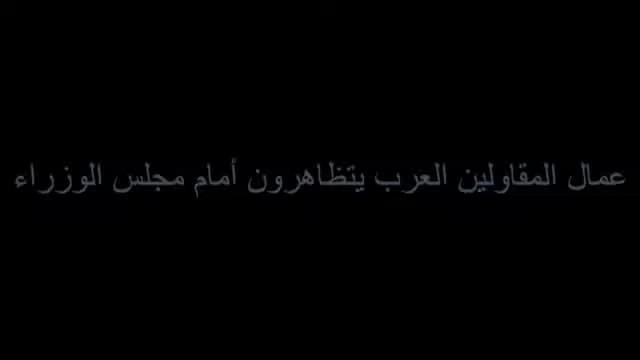 عمال المقاولين العرب يتظاهرون أمام مجلس الوزراء